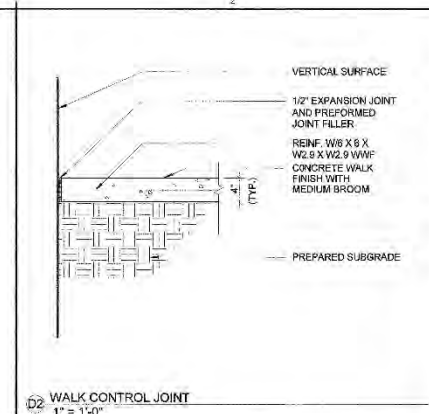 2
VERTICAL SURFACE
1/2" EXPANSION JOINT
AND PREFORMED
JOINT FILLER
REINF. W/6 X 6 X
W2.9 X W2.9 WWF
CONCRETE WALK
FINISH WITH
MEDIUM BROOM
4"
(TYP.)
PREPARED SUBGRADE
D2 WALK CONTROL JOINT
1" = 1'-0"